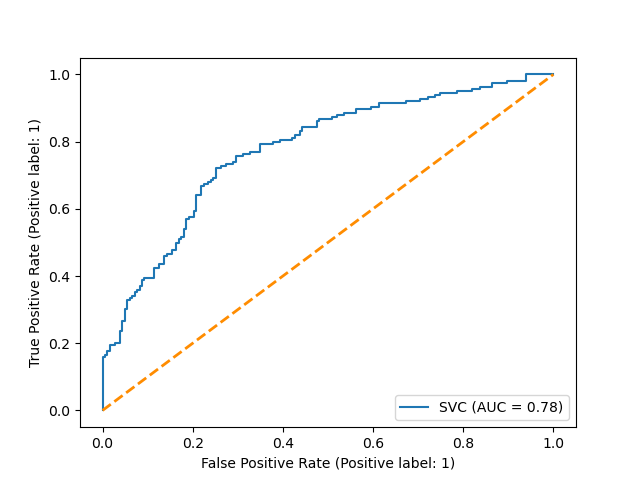 1.0
0.8
0.6
0.4
0.2
0.0
True Positive Rate (Positive label: 1)
SVC (AUC = 0.78)
0.0 0.2 0.4 0.6 0.8 1.0
False Positive Rate (Positive label: 1)